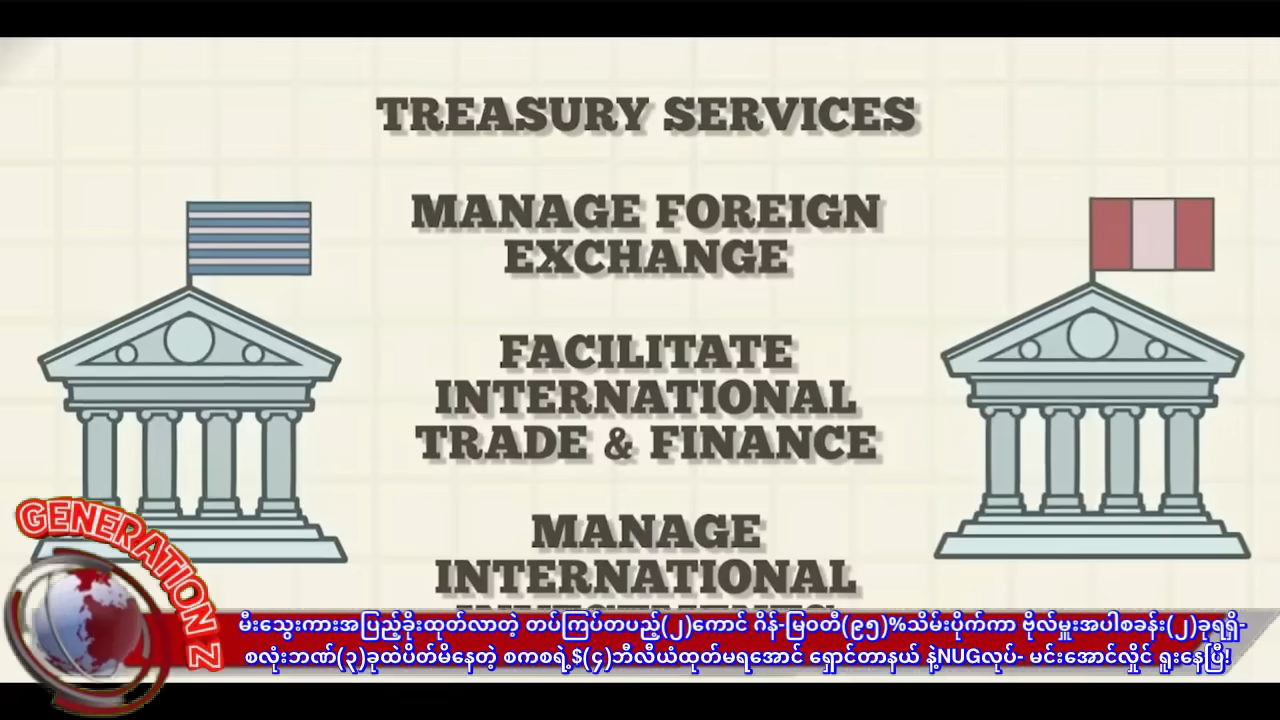 TREASURY SERVICES
MANAGE FOREIGN
EXCHANGE
FACILITATE
INTERNATIONAL
TRADE & FINANCE
MANAGE
INTERNATIONAL
GENERATION Z
မီးသွေးကားအပြည့်ခိုးထုတ်လာတဲ့ တပ်ကြပ်တပည့်(၂)ကောင် ဂိန်-မြဝတီ(၉၅)%သိမ်းပိုက်ကာ ဗိုလ်မှူးအပါစခန်း(၂)ခုရရှိ-
စလုံးဘဏ်(၃)ခုထဲပိတ်မိနေတဲ့ စကစရဲ့$(၄)ဘီလီယံထုတ်မရအောင် ရှောင်တာနယ် နဲ့NUGလုပ်- မင်းအောင်လှိုင် ရူးနေပြီ!